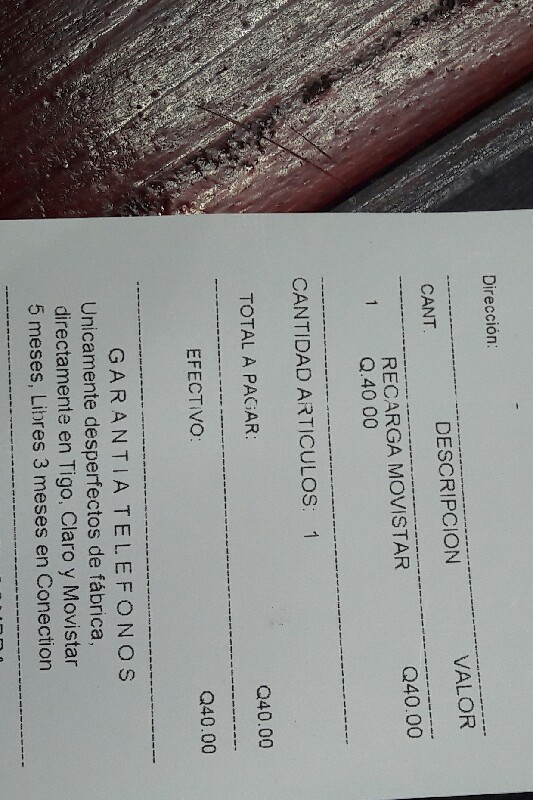 Dirección:
CANT. DESCRIPCION VALOR
1 RECARGA MOVISTAR Q40.00
Q.40 00
CANTIDAD ARTICULOS: 1
TOTAL A PAGAR: Q40.00
EFECTIVO: Q40.00
G A R A N T I A T E L E F O N O S
Unicamente desperfectos de fábrica,
directamente en Tigo, Claro y Movistar
5 meses, Libres 3 meses en Conection